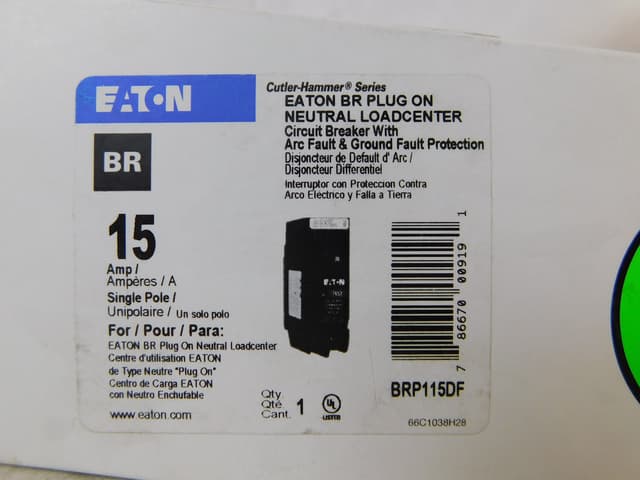 EATON
Cutler-Hammer® Series
EATON BR PLUG ON
NEUTRAL LOADCENTER
Circuit Breaker With
Arc Fault & Ground Fault Protection
Disjoncteur de Default d' Arc /
Disjoncteur Differentiel
Interruptor con Proteccion Contra
Arco Eléctrico y Falla a Tierra
BR
15
Amp /
Ampères / A
Single Pole /
Unipolaire / Un solo polo
For / Pour / Para:
EATON BR Plug On Neutral Loadcenter
Centre d'utilisation EATON
de Type Neutre "Plug On"
Centro de Carga EATON
con Neutro Enchufable
www.eaton.com
EATON
Qty.
Qté.
Cant.
1
UL
LISTED
7 86670 00919 1
BRP115DF
66C1038H28